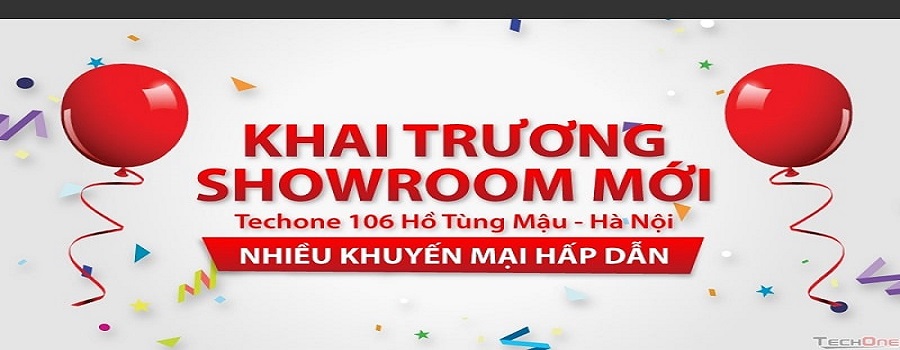 KHAI TRƯƠNG
SHOWROOM MỚI
Techone 106 Hồ Tùng Mậu - Hà Nội
NHIỀU KHUYẾN MẠI HẤP DẪN
TECHONE